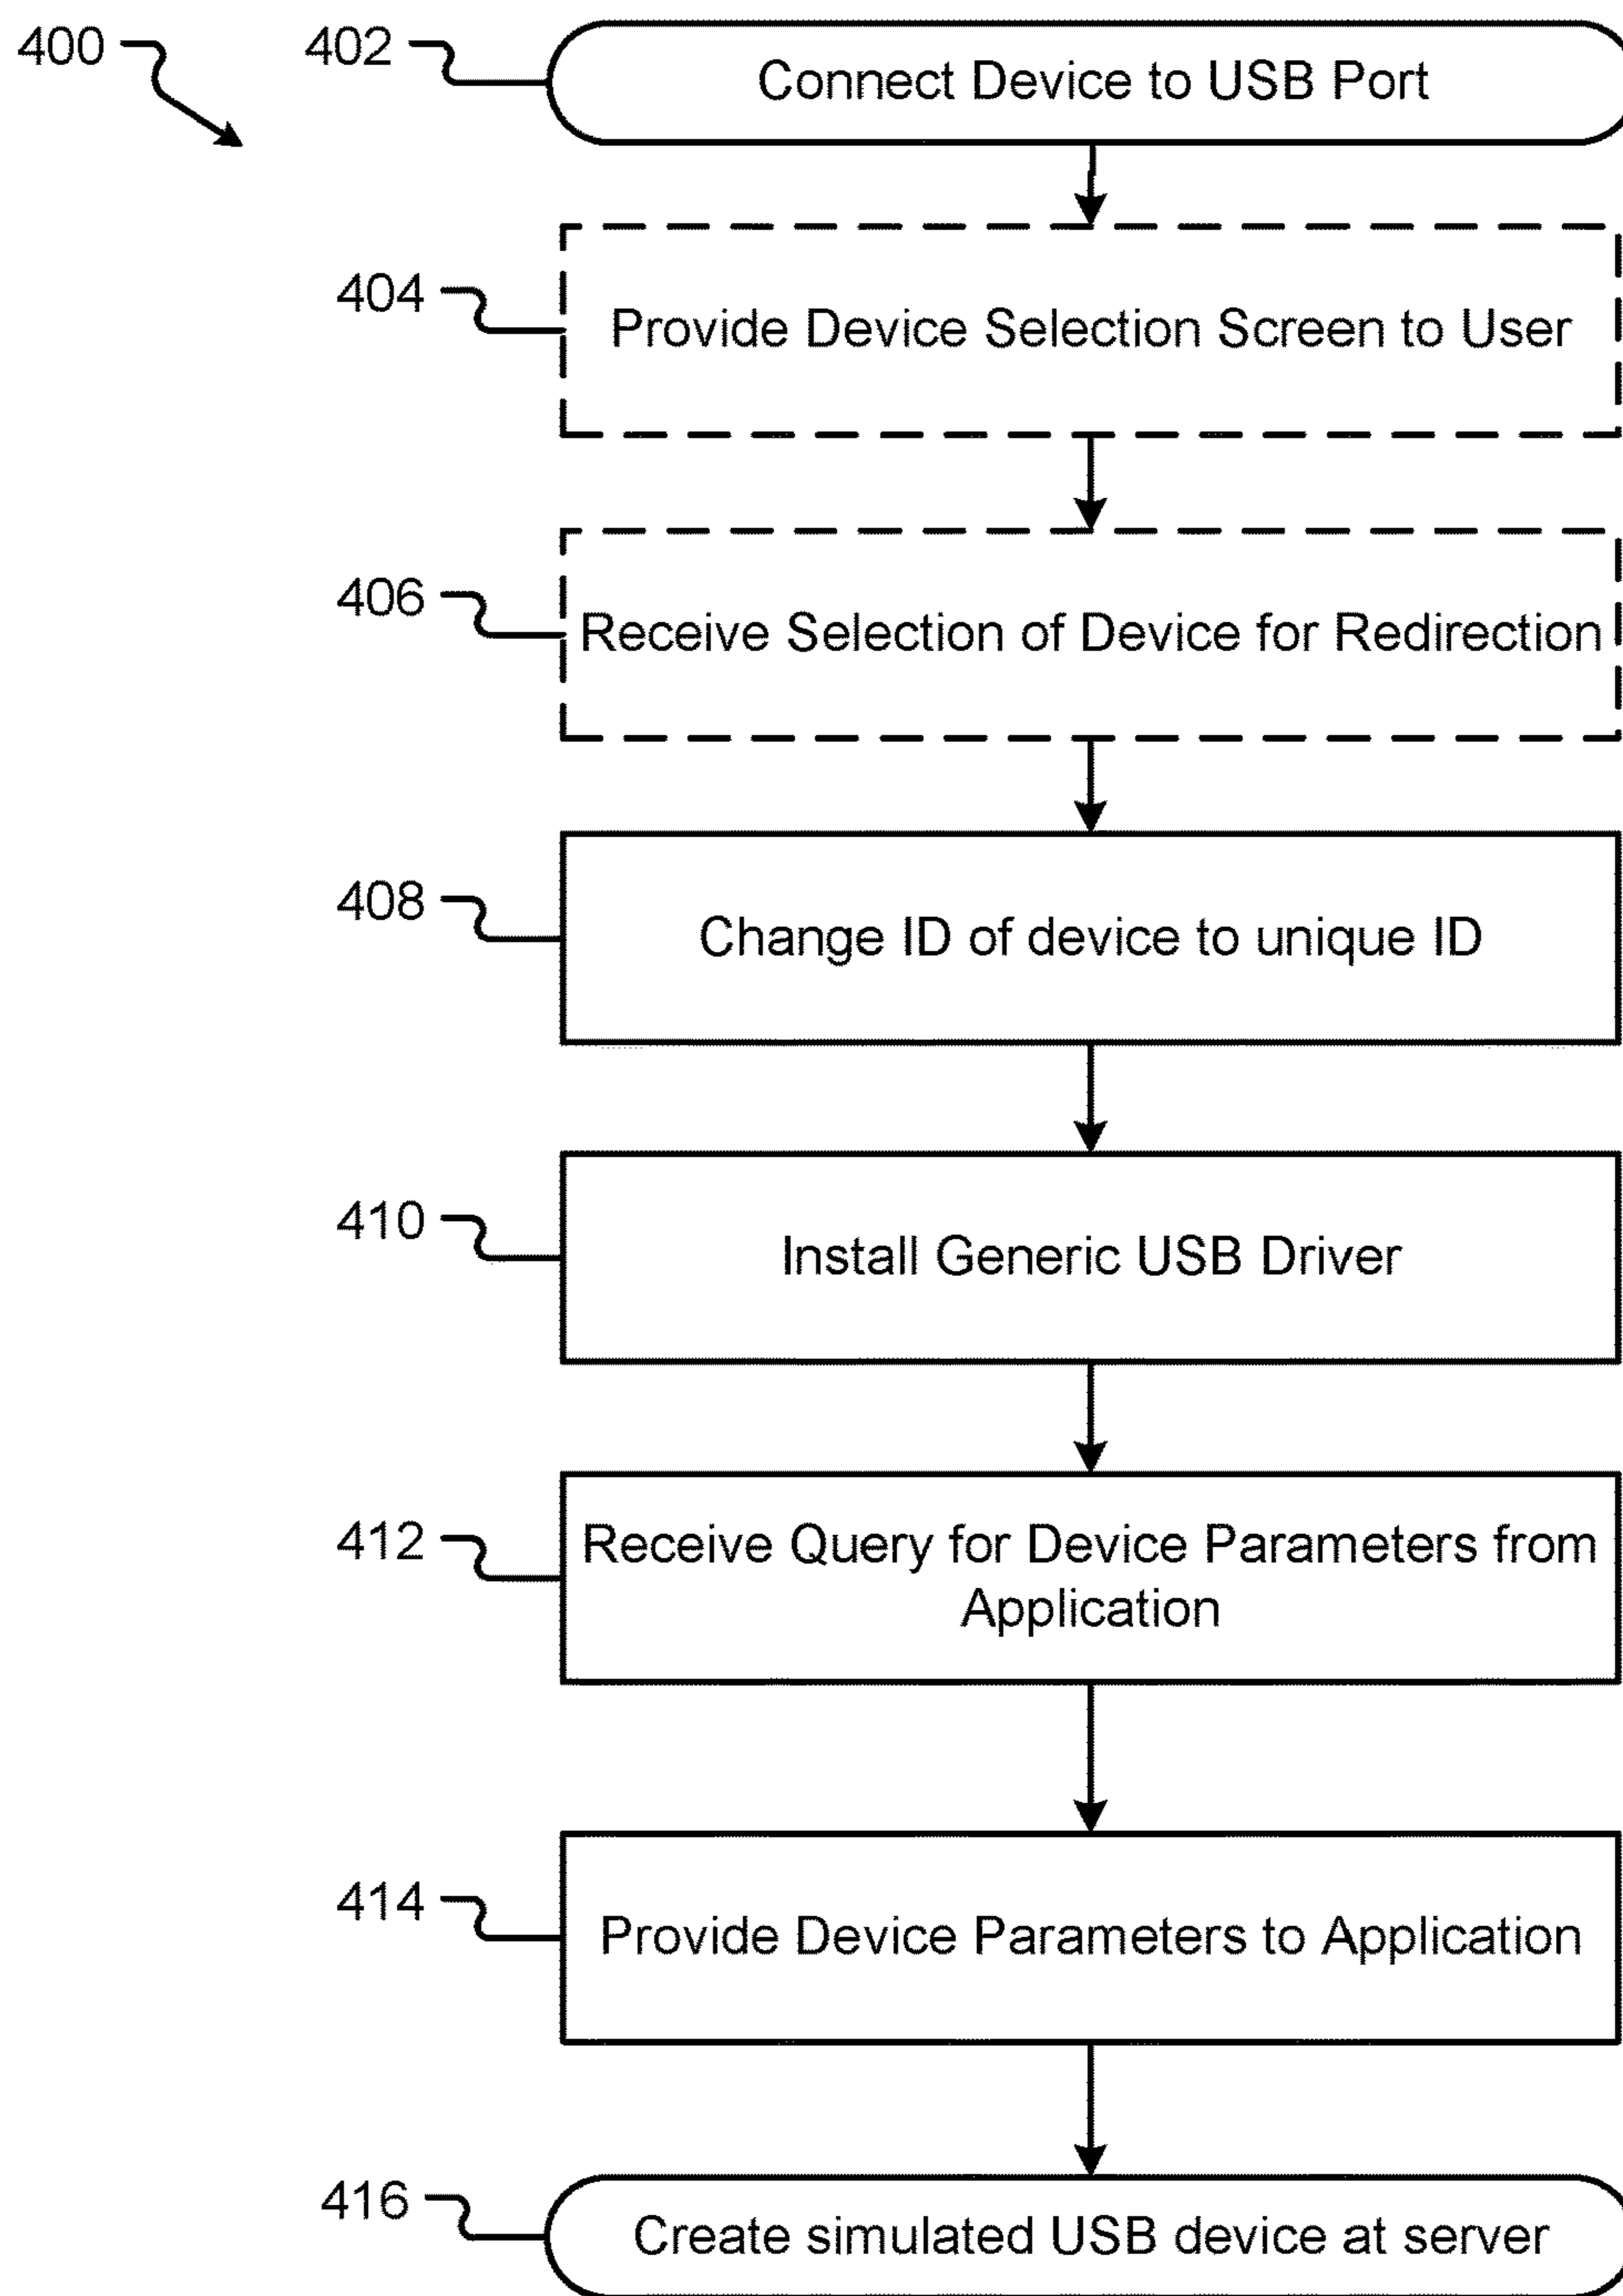 400
402
Connect Device to USB Port
404
Provide Device Selection Screen to User
406
Receive Selection of Device for Redirection
408
Change ID of device to unique ID
410
Install Generic USB Driver
412
Receive Query for Device Parameters from
Application
414
Provide Device Parameters to Application
416
Create simulated USB device at server